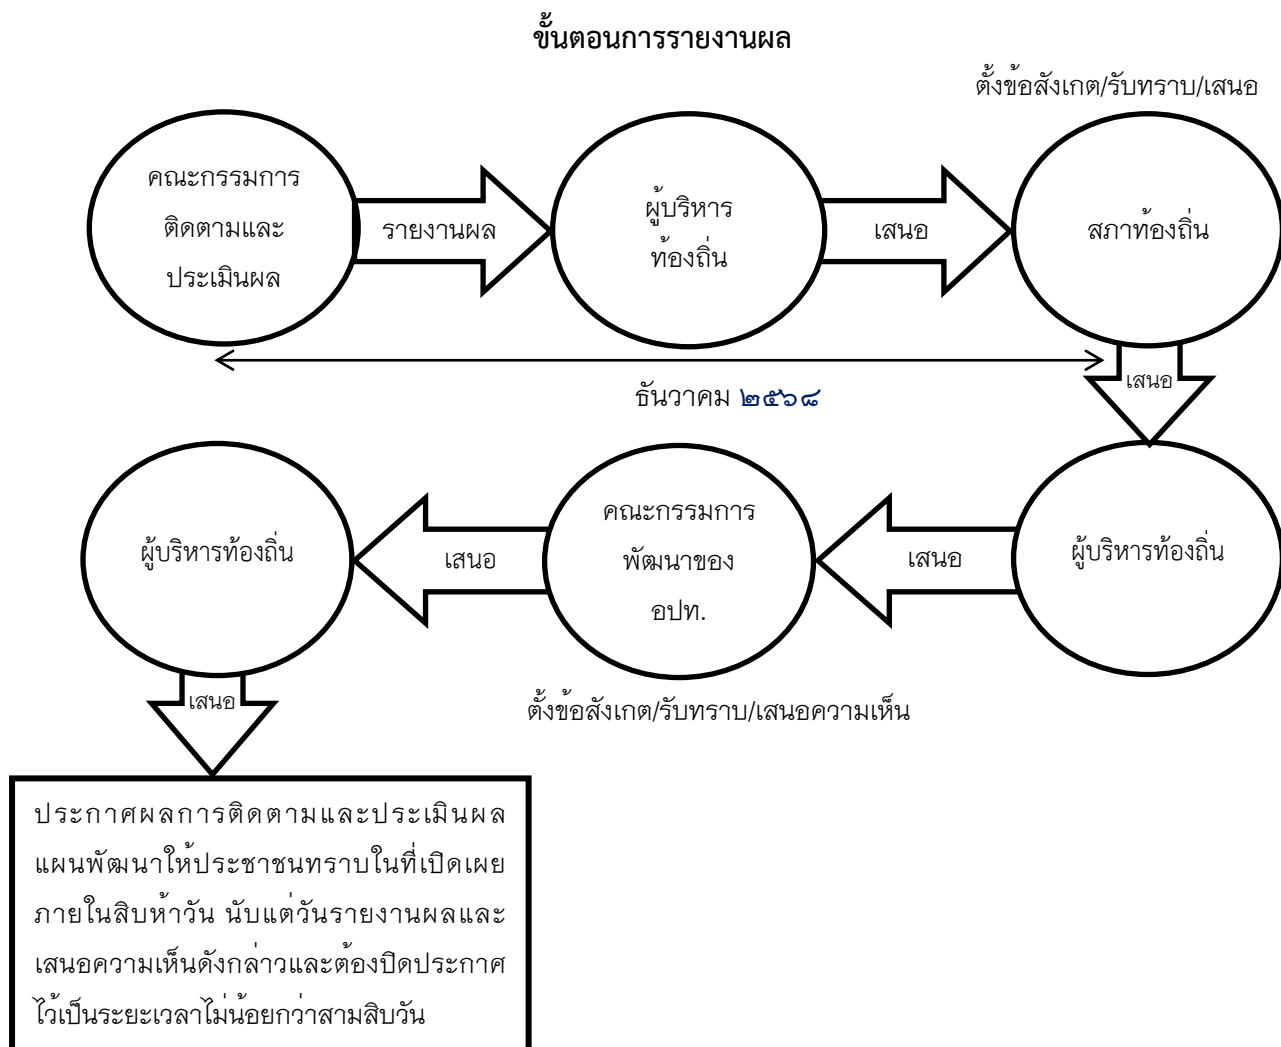 ขั้นตอนการรายงานผล
ตั้งข้อสังเกต/รับทราบ/เสนอ
คณะกรรมการ
ติดตามและ
ประเมินผล
รายงานผล
ผู้บริหาร
ท้องถิ่น
เสนอ
สภาท้องถิ่น
ธันวาคม ๒๕๖๘
เสนอ
ผู้บริหารท้องถิ่น
เสนอ
คณะกรรมการ
พัฒนาของ
อปท.
เสนอ
ผู้บริหารท้องถิ่น
ตั้งข้อสังเกต/รับทราบ/เสนอความเห็น
เสนอ
ประกาศผลการติดตามและประเมินผล
แผนพัฒนาให้ประชาชนทราบในที่เปิดเผย
ภายในสิบห้าวัน นับแต่วันรายงานผลและ
เสนอความเห็นดังกล่าวและต้องปิดประกาศ
ไว้เป็นระยะเวลาไม่น้อยกว่าสามสิบวัน